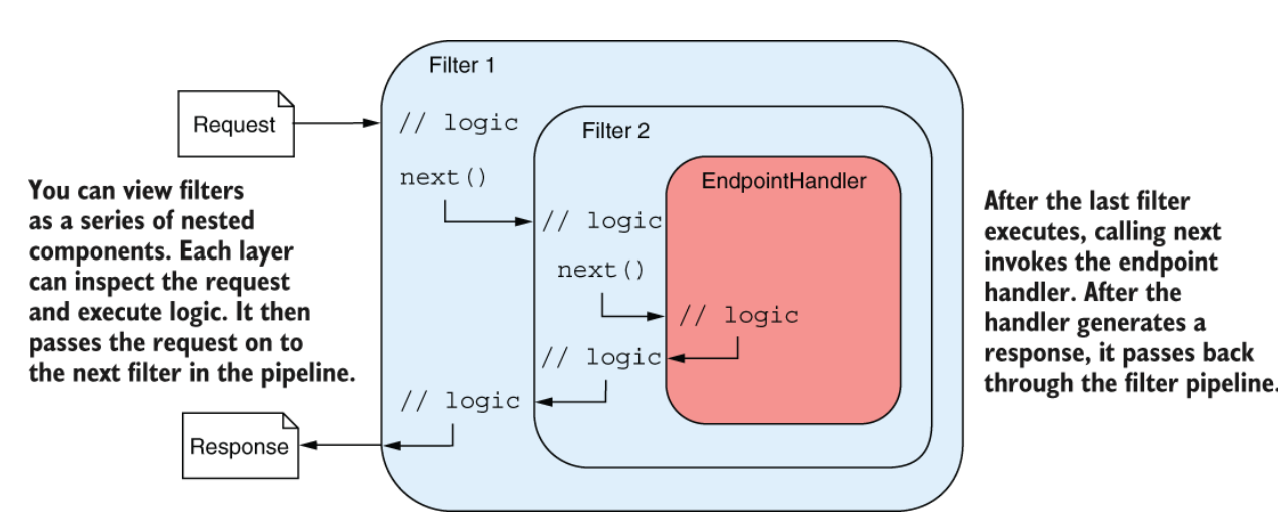 Filter 1
Request
// logic
Filter 2
next()
EndpointHandler
// logic
next()
// logic
// logic
// logic
Response
You can view filters
as a series of nested
components. Each layer
can inspect the request
and execute logic. It then
passes the request on to
the next filter in the pipeline.
After the last filter
executes, calling next
invokes the endpoint
handler. After the
handler generates a
response, it passes back
through the filter pipeline.